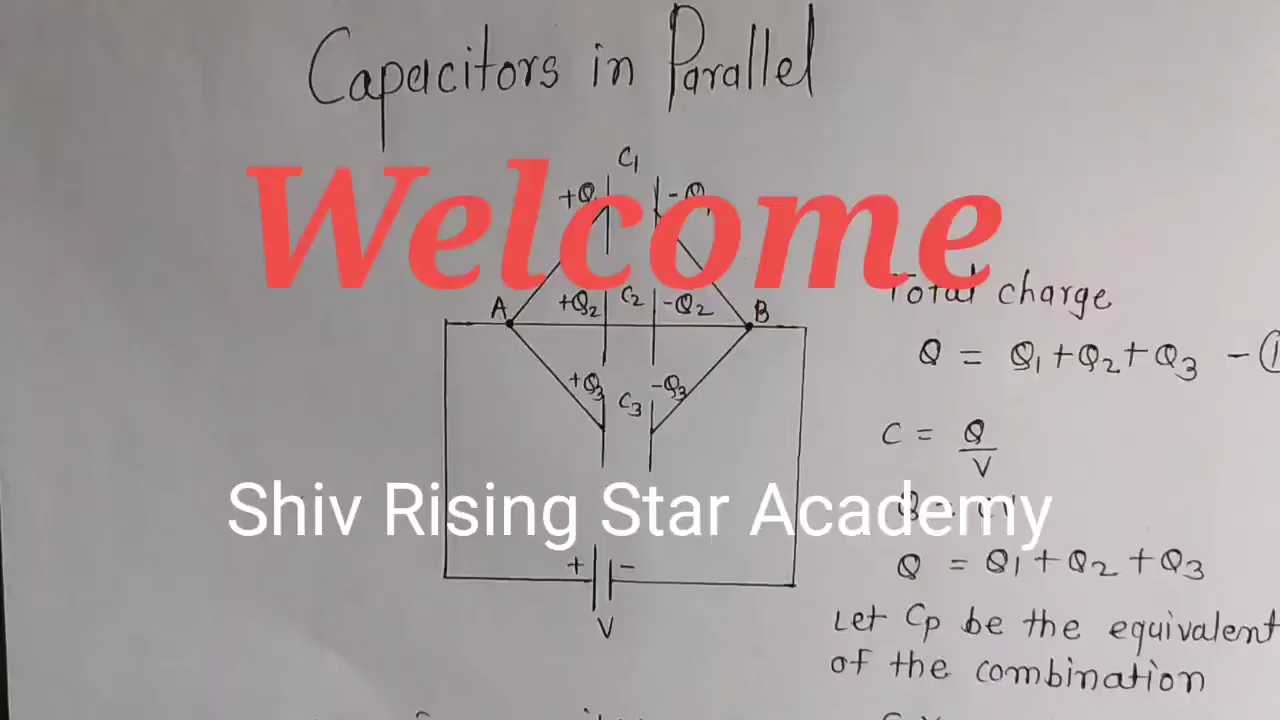 Capacitors in Parallel
Welcome
C1
+Q
A
+Q2 C2 -Q2
B
+Q3 C3 -Q3
+ -
V
Total charge
Q = Q1+Q2+Q3 - 1
C = Q/V
Shiv Rising Star Academy
Q = Q1+Q2+Q3
Let Cp be the equivalent
of the combination